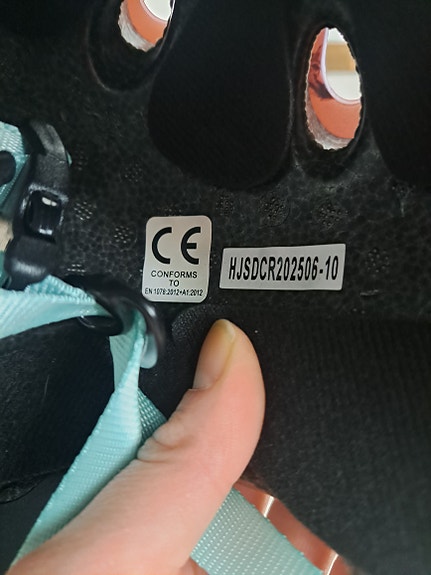 CE
CONFORMS
TO
EN 1078:2012+A1:2012
HJSDCR202506-10